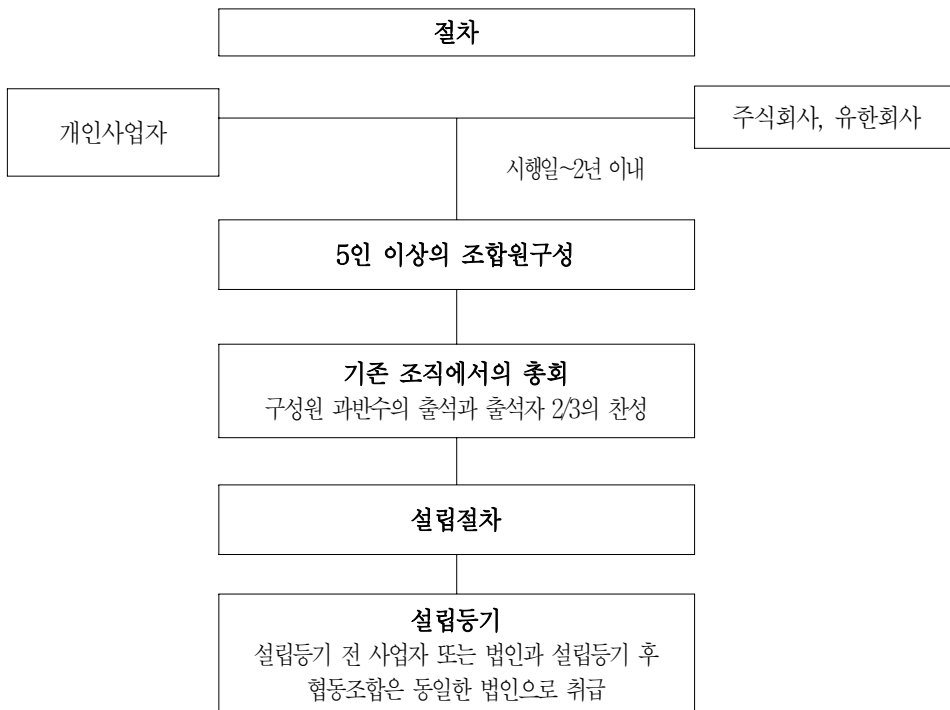 절차
개인사업자
주식회사, 유한회사
시행일~2년 이내
5인 이상의 조합원구성
기존 조직에서의 총회
구성원 과반수의 출석과 출석자 2/3의 찬성
설립절차
설립등기
설립등기 전 사업자 또는 법인과 설립등기 후
협동조합은 동일한 법인으로 취급